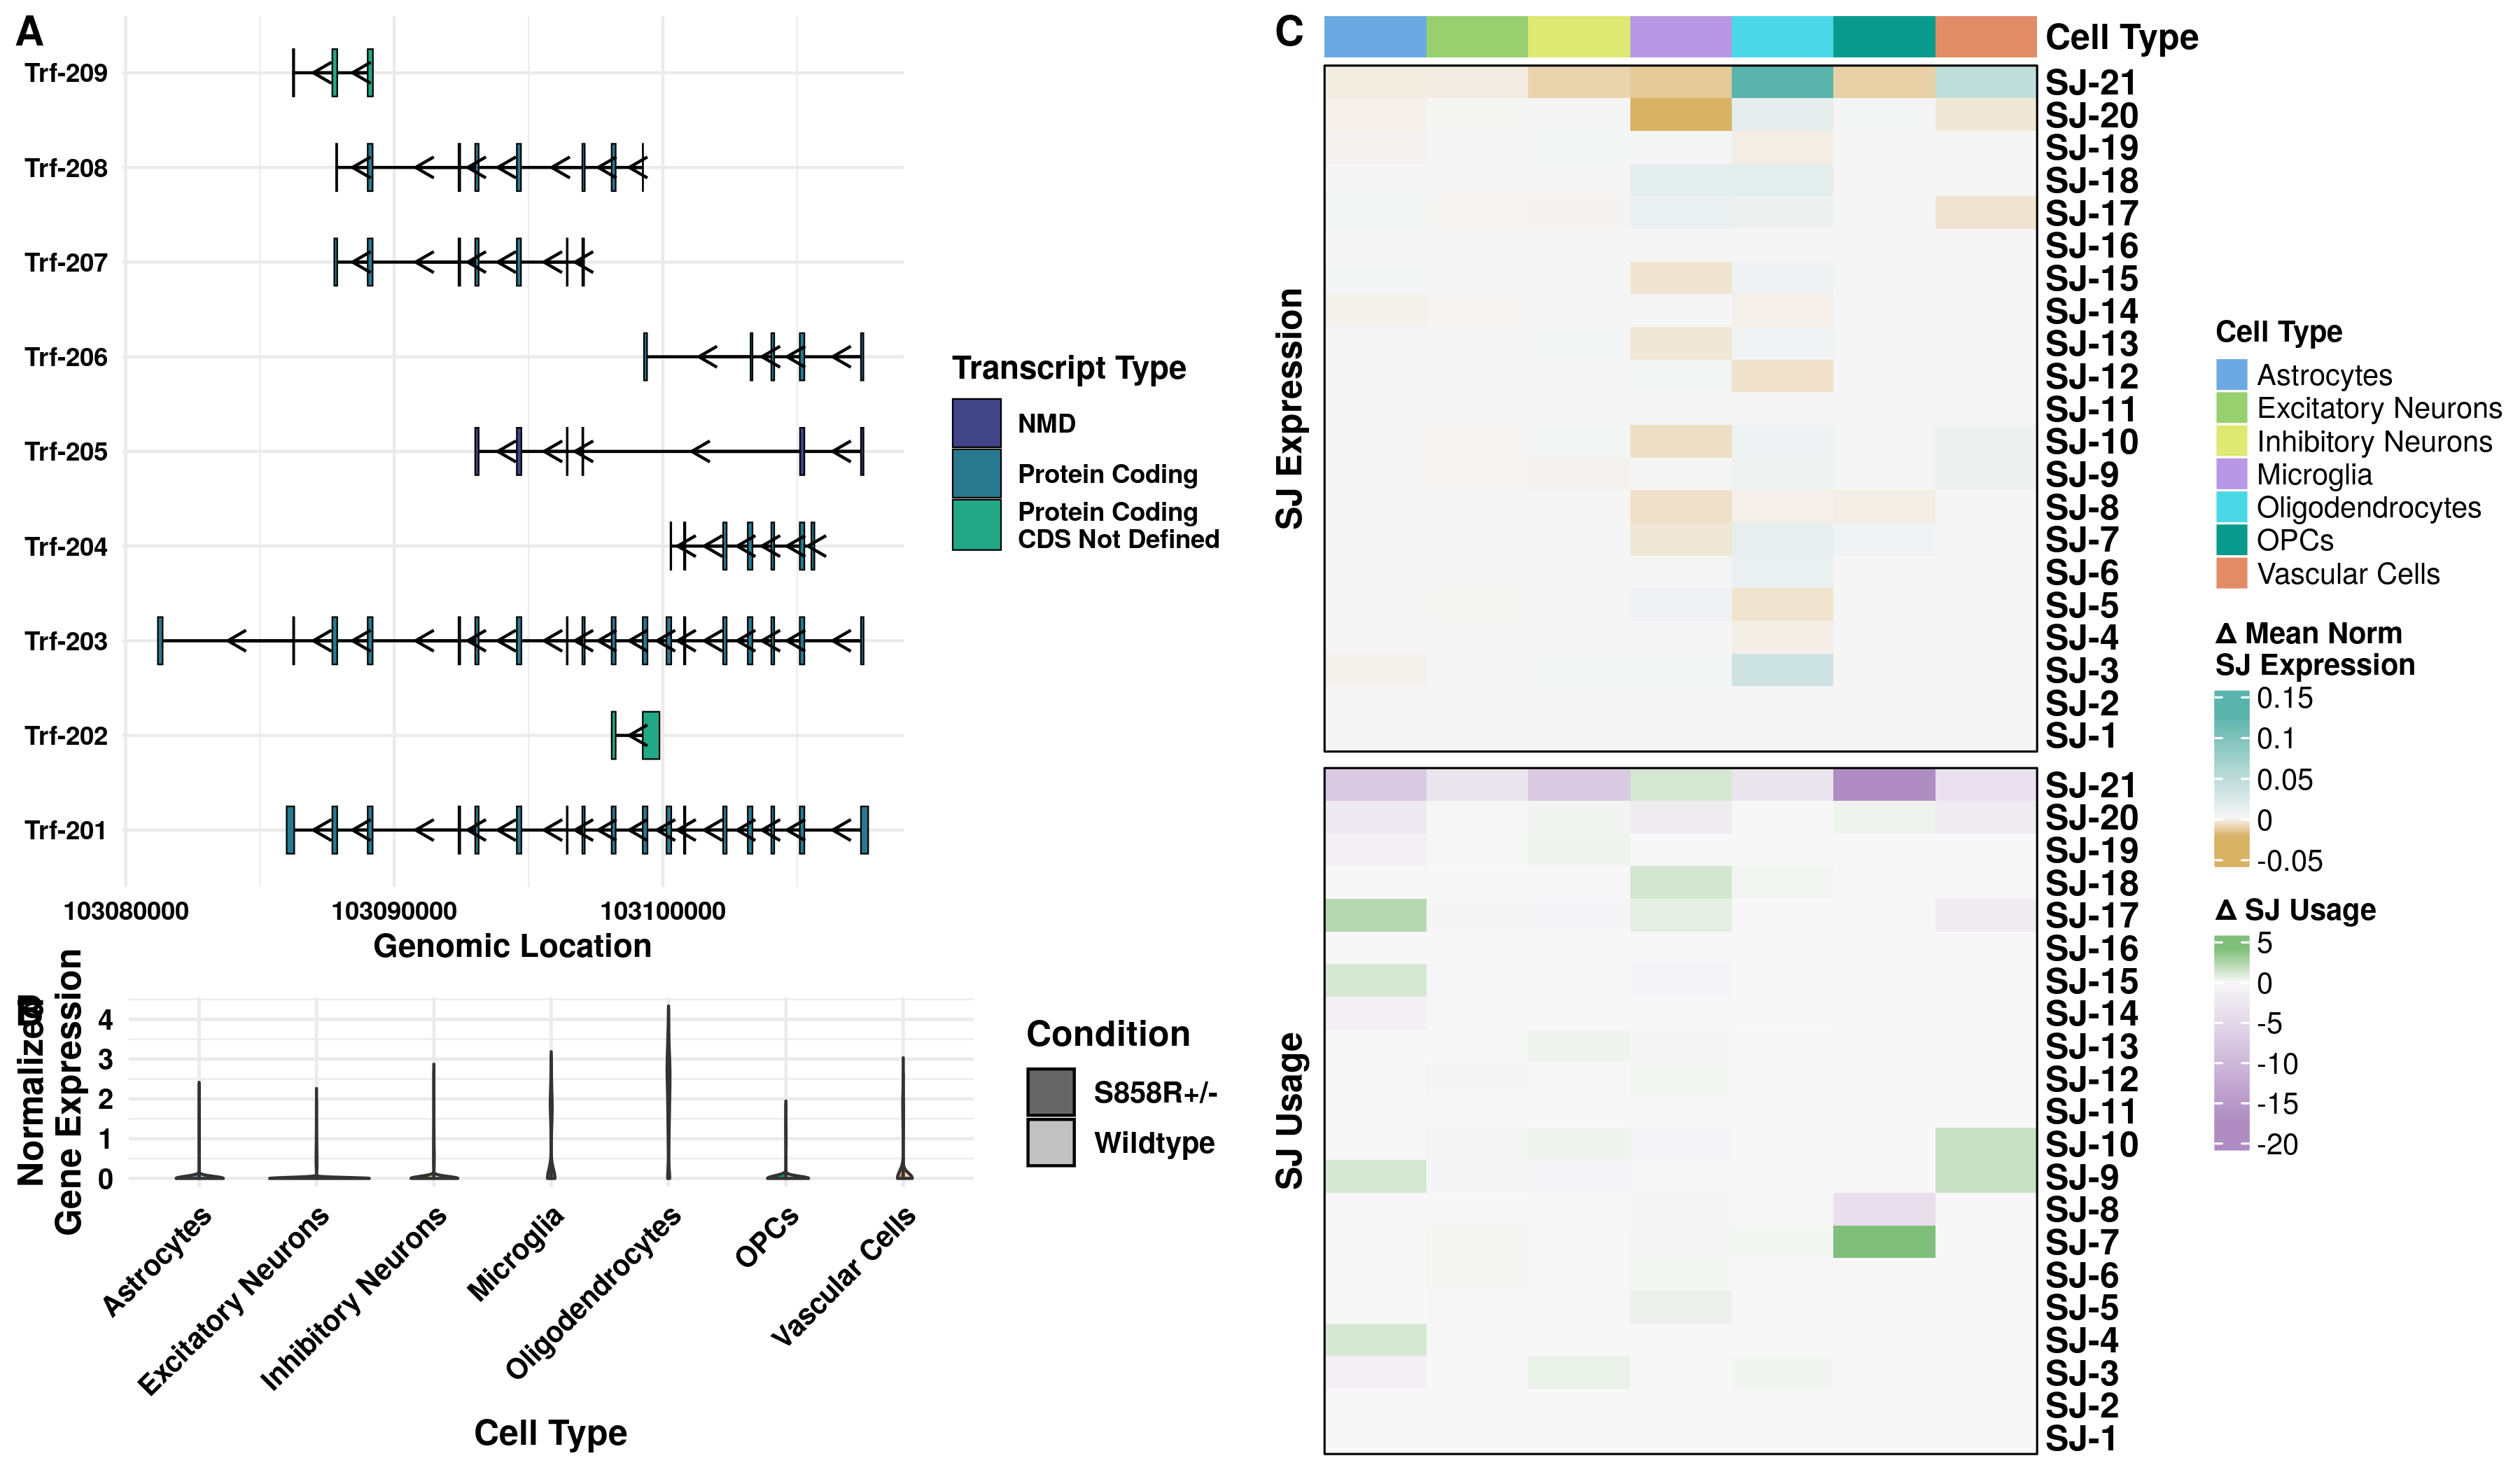 A
Trf-209
Trf-208
Trf-207
Trf-206
Trf-205
Trf-204
Trf-203
Trf-202
Trf-201
103080000 103090000 103100000
Genomic Location
Transcript Type
NMD
Protein Coding
Protein Coding
CDS Not Defined
Normalized
Gene Expression
4
3
2
1
0
Astrocytes
Excitatory Neurons
Inhibitory Neurons
Microglia
Oligodendrocytes
OPCs
Vascular Cells
Cell Type
Condition
S858R+/-
Wildtype
C
Cell Type
SJ Expression
SJ-21
SJ-20
SJ-19
SJ-18
SJ-17
SJ-16
SJ-15
SJ-14
SJ-13
SJ-12
SJ-11
SJ-10
SJ-9
SJ-8
SJ-7
SJ-6
SJ-5
SJ-4
SJ-3
SJ-2
SJ-1
SJ Usage
SJ-21
SJ-20
SJ-19
SJ-18
SJ-17
SJ-16
SJ-15
SJ-14
SJ-13
SJ-12
SJ-11
SJ-10
SJ-9
SJ-8
SJ-7
SJ-6
SJ-5
SJ-4
SJ-3
SJ-2
SJ-1
Cell Type
Astrocytes
Excitatory Neurons
Inhibitory Neurons
Microglia
Oligodendrocytes
OPCs
Vascular Cells
Δ Mean Norm
SJ Expression
0.15
0.1
0.05
0
-0.05
Δ SJ Usage
5
0
-5
-10
-15
-20